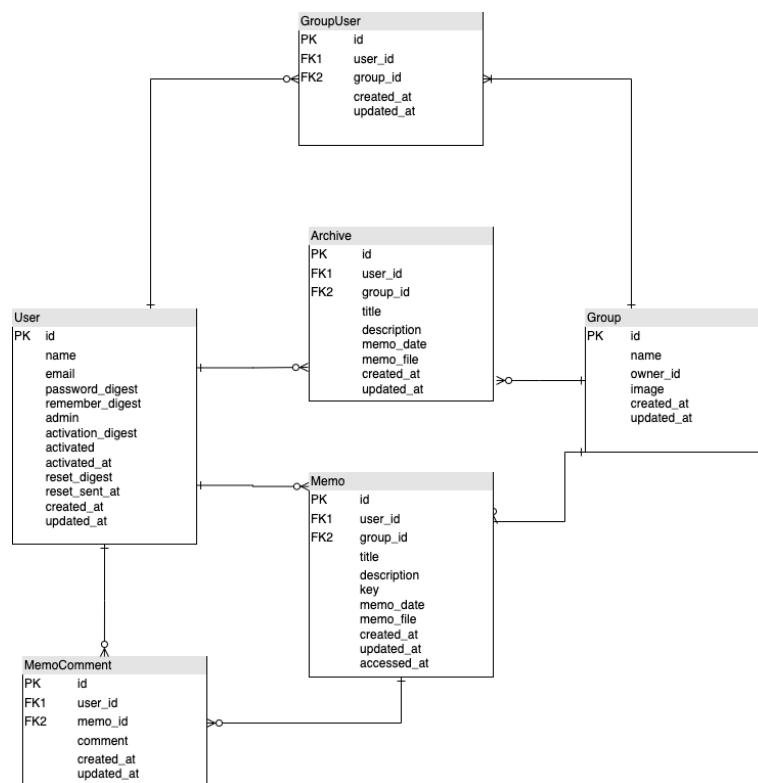 GroupUser
PK id
FK1 user_id
FK2 group_id
created_at
updated_at
Archive
PK id
FK1 user_id
FK2 group_id
title
description
memo_date
memo_file
created_at
updated_at
User
PK id
name
email
password_digest
remember_digest
admin
activation_digest
activated
activated_at
reset_digest
reset_sent_at
created_at
updated_at
Group
PK id
name
owner_id
image
created_at
updated_at
Memo
PK id
FK1 user_id
FK2 group_id
title
description
key
memo_date
memo_file
created_at
updated_at
accessed_at
MemoComment
PK id
FK1 user_id
FK2 memo_id
comment
created_at
updated_at